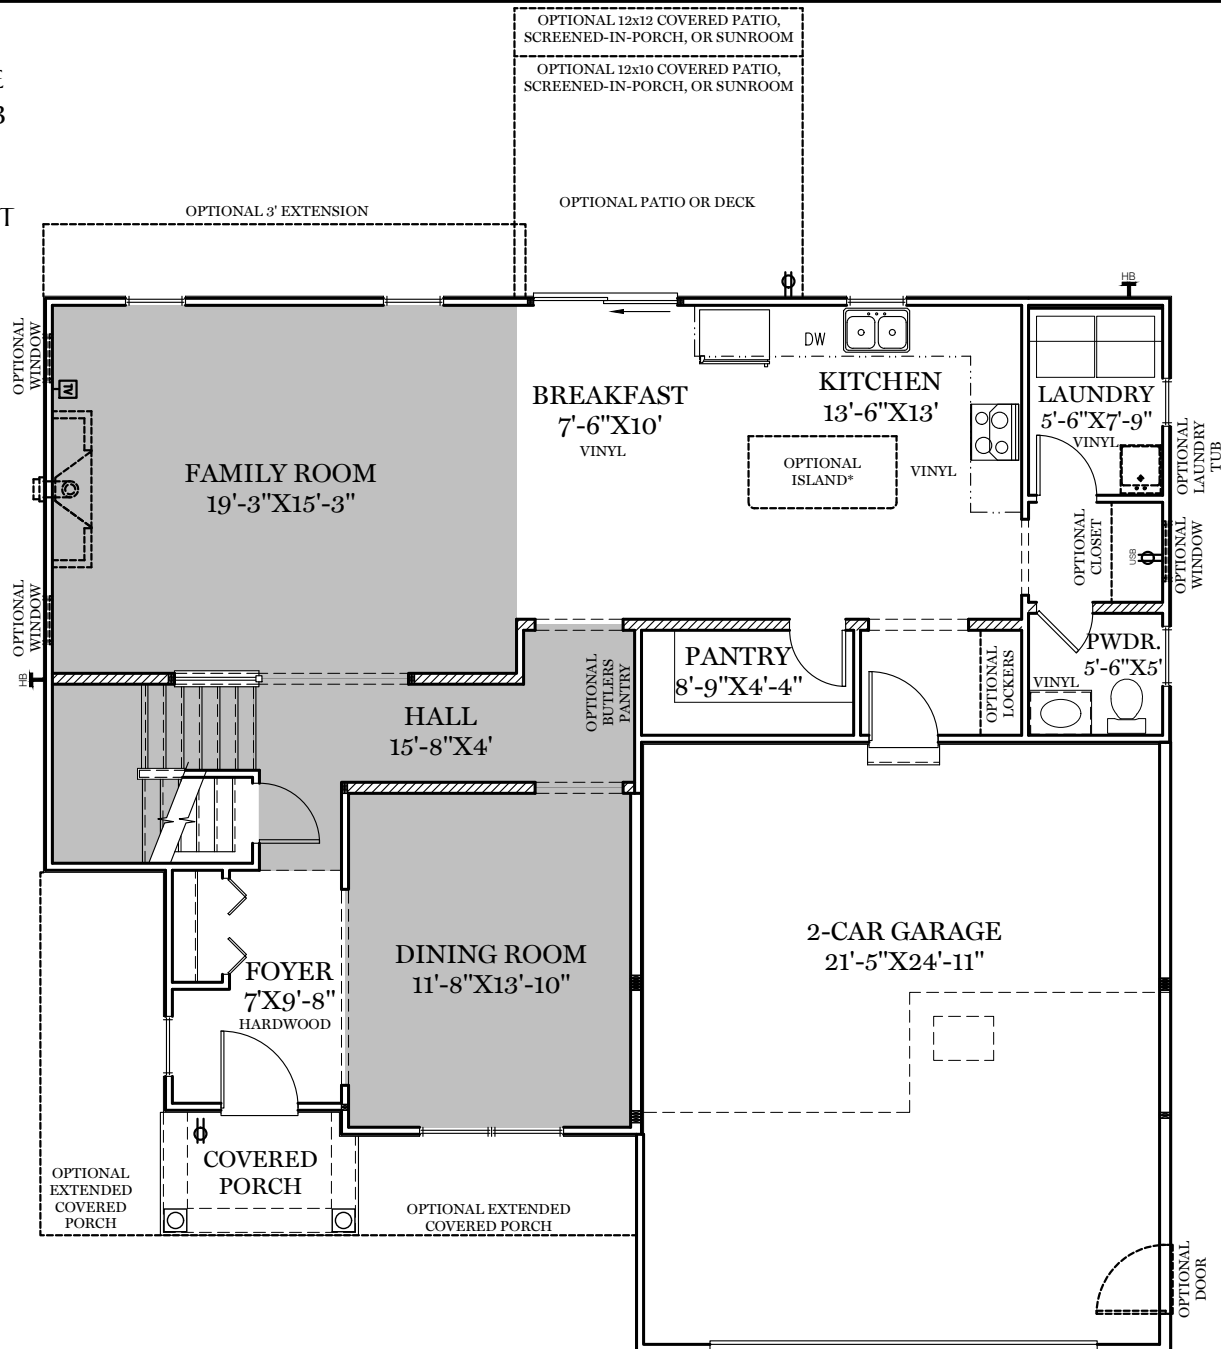 OPTIONAL 12x12 COVERED PATIO,
SCREENED-IN-PORCH, OR SUNROOM
OPTIONAL 12x10 COVERED PATIO,
SCREENED-IN-PORCH, OR SUNROOM
E
3
T
OPTIONAL 3' EXTENSION
OPTIONAL PATIO OR DECK
HB
OPTIONAL
WINDOW
TV
DW
BREAKFAST
7'-6"X10'
VINYL
KITCHEN
13'-6"X13'
OPTIONAL
ISLAND*
VINYL
LAUNDRY
5'-6"X7'-9"
VINYL
OPTIONAL
LAUNDRY
TUB
FAMILY ROOM
19'-3"X15'-3"
OPTIONAL
CLOSET
USB
OPTIONAL
WINDOW
OPTIONAL
WINDOW
HB
HALL
15'-8"X4'
OPTIONAL
BUTLERS
PANTRY
PANTRY
8'-9"X4'-4"
OPTIONAL
LOCKERS
PWDR.
5'-6"X5'
VINYL
FOYER
7'X9'-8"
HARDWOOD
DINING ROOM
11'-8"X13'-10"
2-CAR GARAGE
21'-5"X24'-11"
COVERED
PORCH
OPTIONAL
EXTENDED
COVERED
PORCH
OPTIONAL EXTENDED
COVERED PORCH
OPTIONAL
DOOR